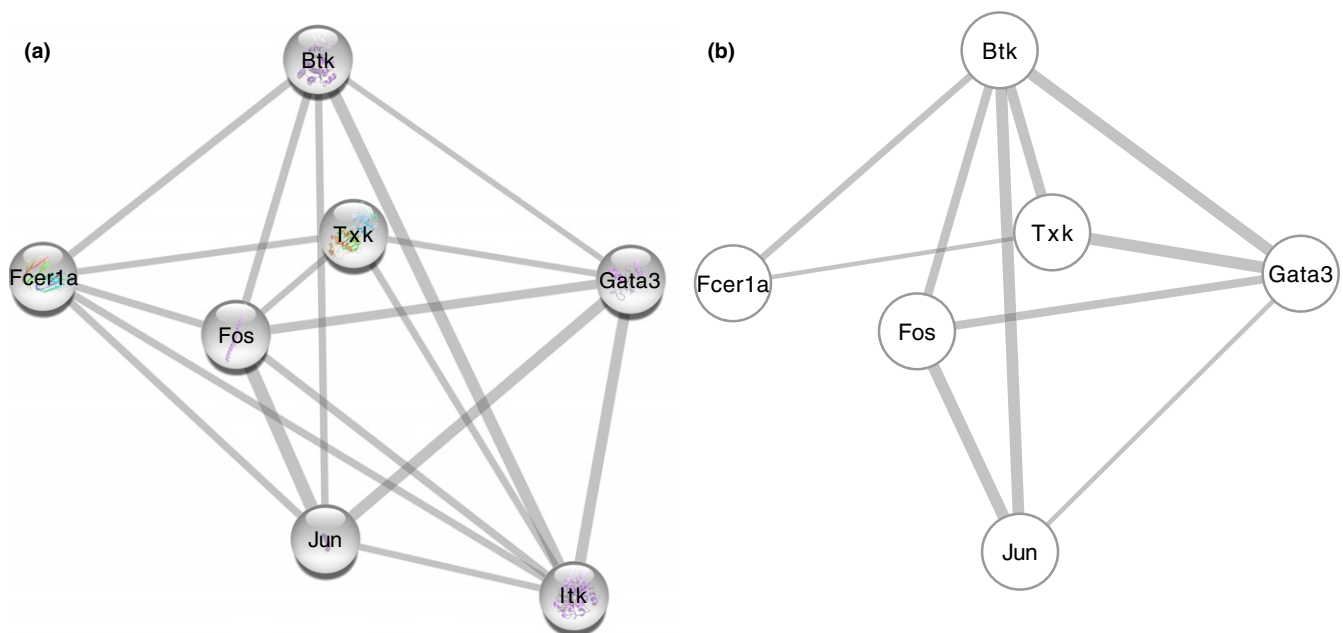 (a)
Btk
Txk
Fcer1a
Gata3
Fos
Jun
Itk
(b)
Btk
Txk
Fcer1a
Gata3
Fos
Jun